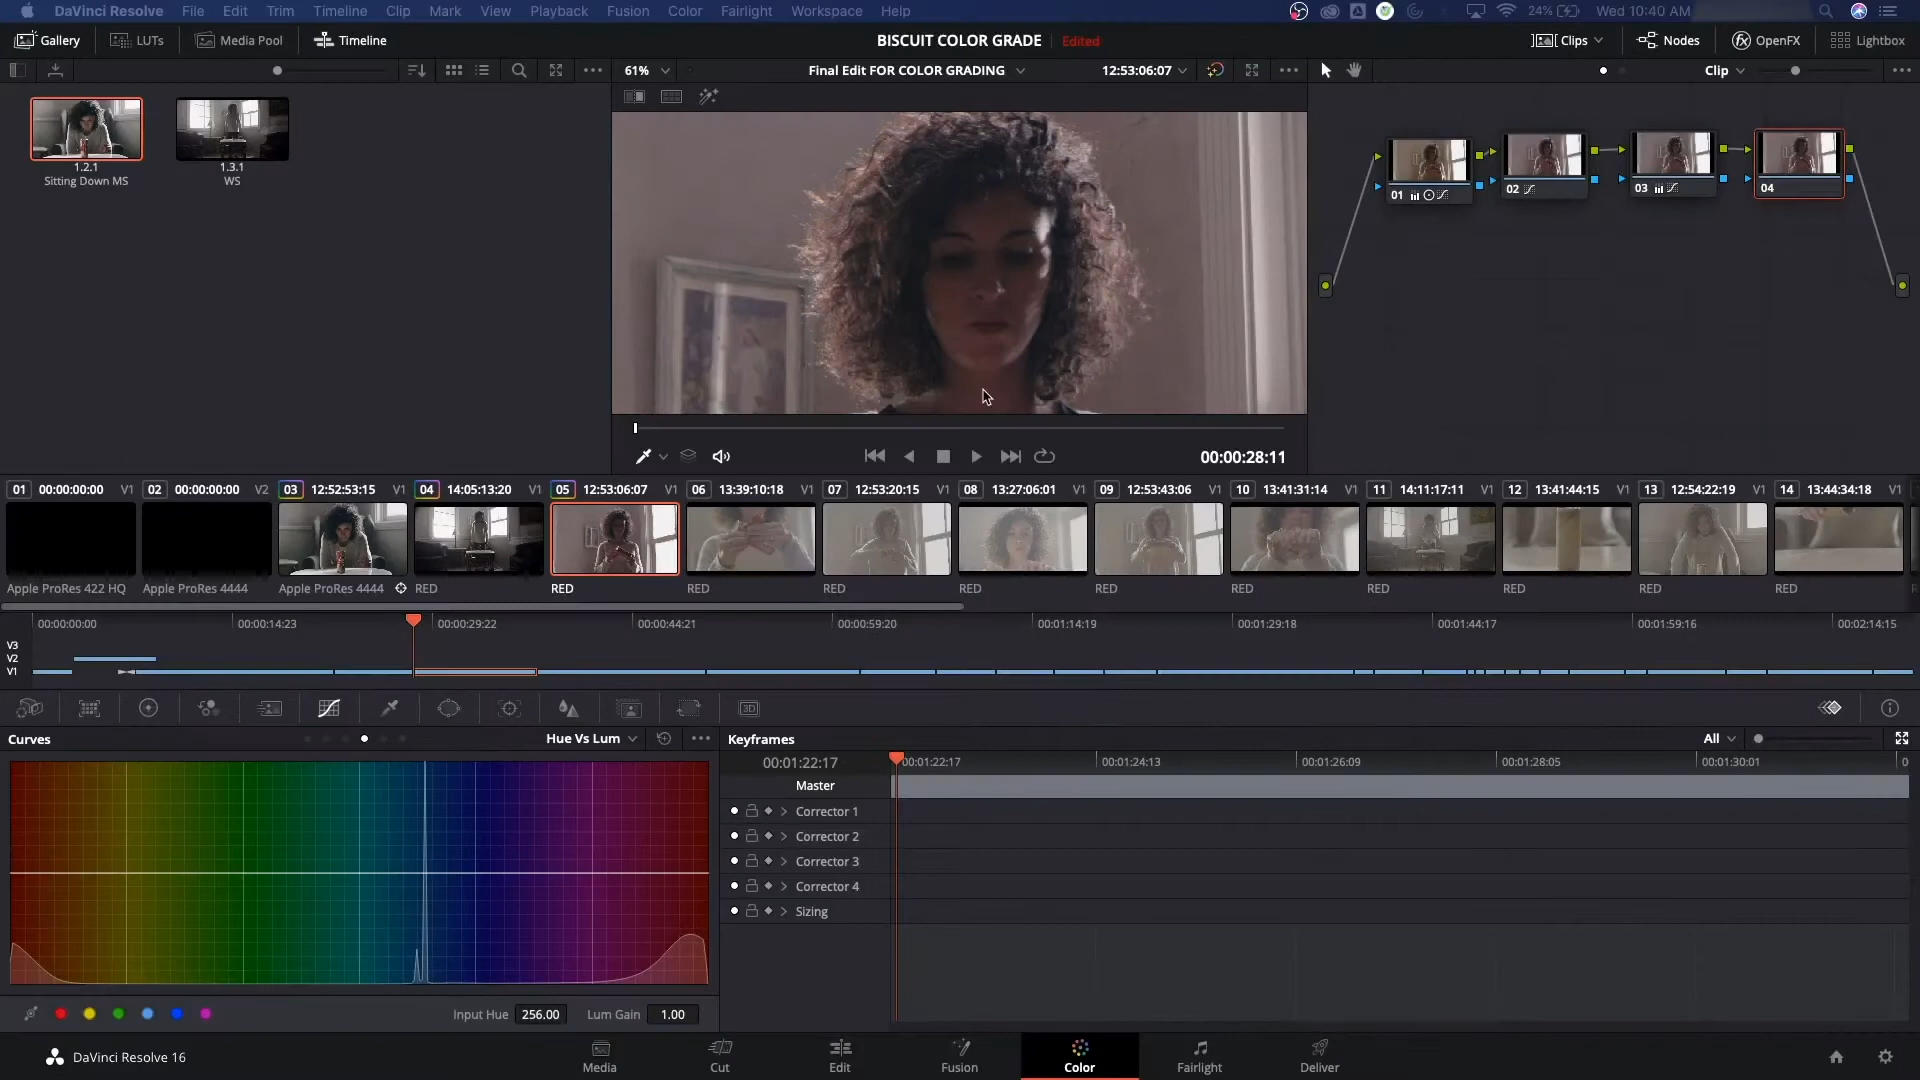 DaVinci Resolve File Edit Trim Timeline Clip Mark View Playback Fusion Color Fairlight Workspace Help 24% Wed 10:40 AM
Gallery LUTs Media Pool Timeline BISCUIT COLOR GRADE Edited Clips Nodes OpenFX Lightbox
61% Final Edit FOR COLOR GRADING 12:53:06:07 Clip
1.2.1 1.3.1
Sitting Down MS WS
01 02 03 04
00:00:28:11
01 00:00:00:00 V1 02 00:00:00:00 V2 03 12:52:53:15 V1 04 14:05:13:20 V1 05 12:53:06:07 V1 06 13:39:10:18 V1 07 12:53:20:15 V1 08 13:27:06:01 V1 09 12:53:43:06 V1 10 13:41:31:14 V1 11 14:11:17:11 V1 12 13:41:44:15 V1 13 12:54:22:19 V1 14 13:44:34:18 V1
Apple ProRes 422 HQ Apple ProRes 4444 Apple ProRes 4444 RED RED RED RED RED RED RED RED RED RED RED
00:00:00:00 00:00:14:23 00:00:29:22 00:00:44:21 00:00:59:20 00:01:14:19 00:01:29:18 00:01:44:17 00:01:59:16 00:02:14:15
V3
V2
V1
3D
Curves Hue Vs Lum Keyframes All
00:01:22:17 00:01:22:17 00:01:24:13 00:01:26:09 00:01:28:05 00:01:30:01 0
Master
Corrector 1
Corrector 2
Corrector 3
Corrector 4
Sizing
Input Hue 256.00 Lum Gain 1.00
DaVinci Resolve 16 Media Cut Edit Fusion Color Fairlight Deliver